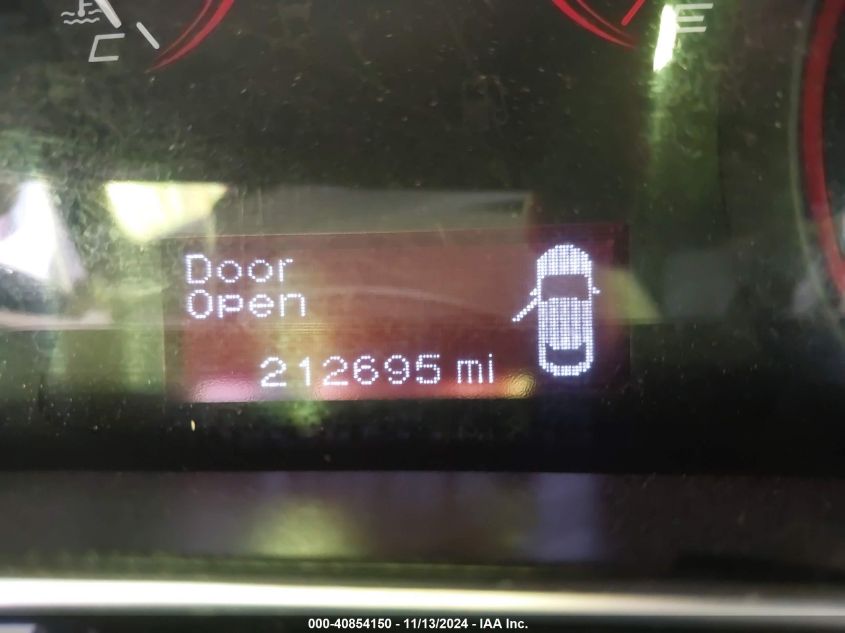 C
E
Door
Open
212695 mi
000-40854150 - 11/13/2024 - IAA Inc.